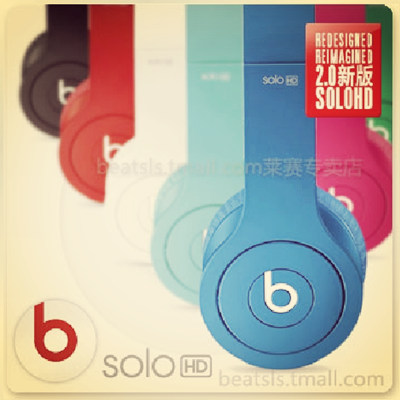 REDESIGNED
REIMAGINED
2.0新版
SOLOHD
solo HD
beatsls.tmall.com莱赛专卖店
b
b
b
b solo HD
beatsls.tmall.com